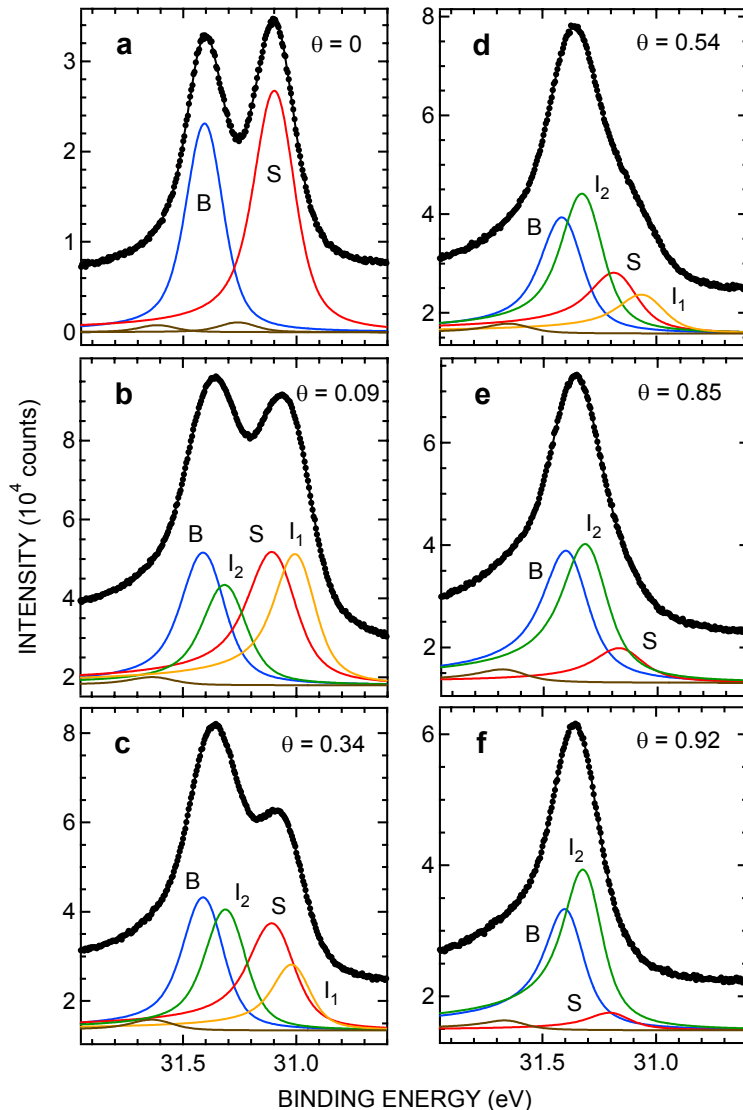 INTENSITY (10⁴ counts)
a
θ = 0
B
S
3
2
1
0
b
θ = 0.09
B
I₂
S
I₁
8
6
4
2
c
θ = 0.34
B
I₂
S
I₁
8
6
4
2
31.5
31.0
d
θ = 0.54
B
I₂
S
I₁
8
6
4
2
e
θ = 0.85
B
I₂
S
6
4
2
f
θ = 0.92
B
I₂
S
6
4
2
31.5
31.0
BINDING ENERGY (eV)